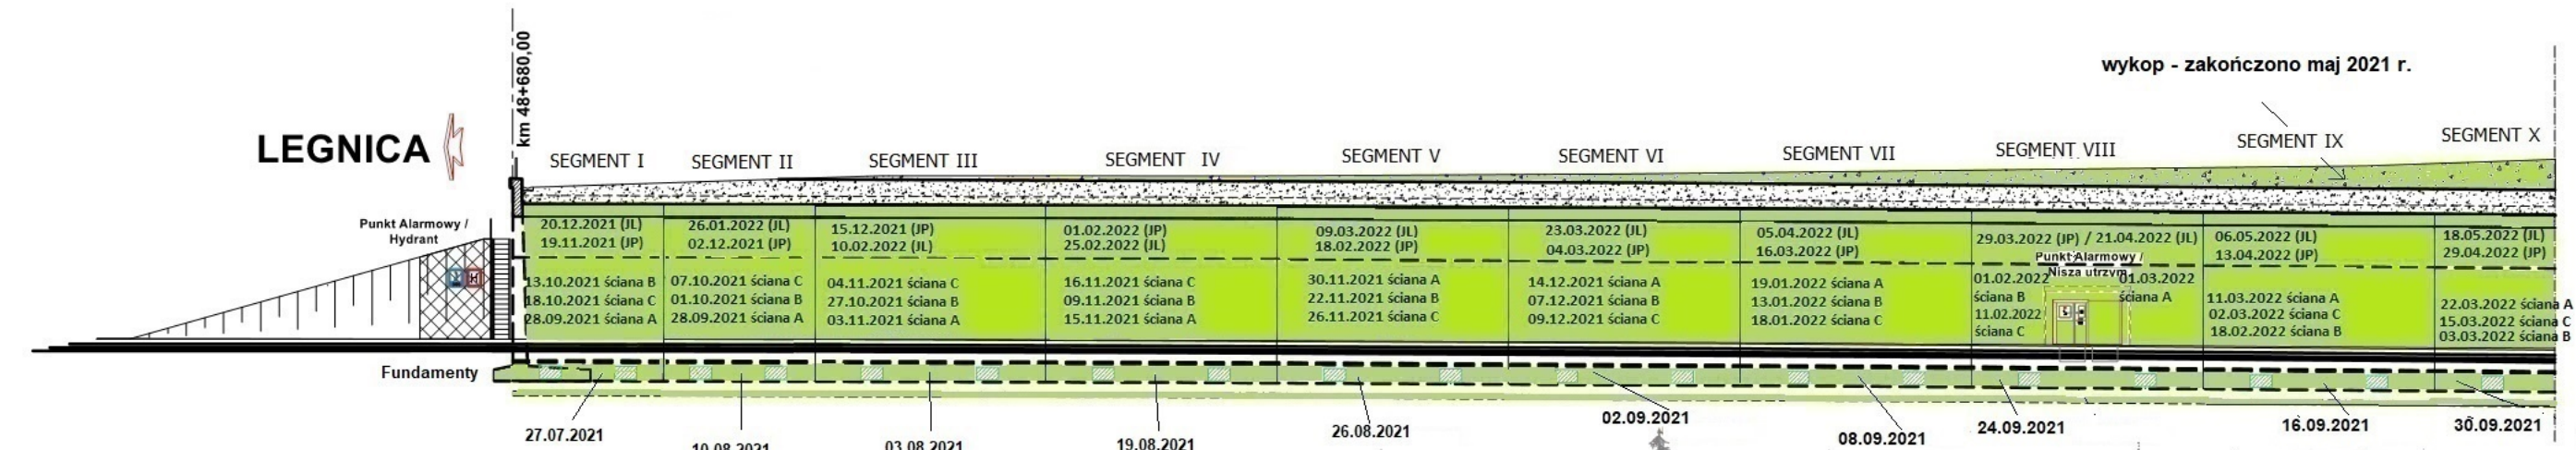 km 48+680,00
wykop - zakończono maj 2021 r.
LEGNICA
SEGMENT I
SEGMENT II
SEGMENT III
SEGMENT IV
SEGMENT V
SEGMENT VI
SEGMENT VII
SEGMENT VIII
SEGMENT IX
SEGMENT X
Punkt Alarmowy /
Hydrant
20.12.2021 (JL)
19.11.2021 (JP)
13.10.2021 ściana B
18.10.2021 ściana C
28.09.2021 ściana A
26.01.2022 (JL)
02.12.2021 (JP)
07.10.2021 ściana C
01.10.2021 ściana B
28.09.2021 ściana A
15.12.2021 (JP)
10.02.2022 (JL)
04.11.2021 ściana C
27.10.2021 ściana B
03.11.2021 ściana A
01.02.2022 (JP)
25.02.2022 (JL)
16.11.2021 ściana C
09.11.2021 ściana B
15.11.2021 ściana A
09.03.2022 (JL)
18.02.2022 (JP)
30.11.2021 ściana A
22.11.2021 ściana B
26.11.2021 ściana C
23.03.2022 (JL)
04.03.2022 (JP)
14.12.2021 ściana A
07.12.2021 ściana B
09.12.2021 ściana C
05.04.2022 (JL)
16.03.2022 (JP)
19.01.2022 ściana A
13.01.2022 ściana B
18.01.2022 ściana C
29.03.2022 (JP) / 21.04.2022 (JL)
Punkt Alarmowy /
Nisza utrzym.
01.02.2022
ściana B
11.02.2022
ściana C
01.03.2022
ściana A
06.05.2022 (JL)
13.04.2022 (JP)
11.03.2022 ściana A
02.03.2022 ściana C
18.02.2022 ściana B
18.05.2022 (JL)
29.04.2022 (JP)
22.03.2022 ściana A
15.03.2022 ściana C
03.03.2022 ściana B
Fundamenty
27.07.2021
10.08.2021
03.08.2021
19.08.2021
26.08.2021
02.09.2021
08.09.2021
24.09.2021
16.09.2021
30.09.2021